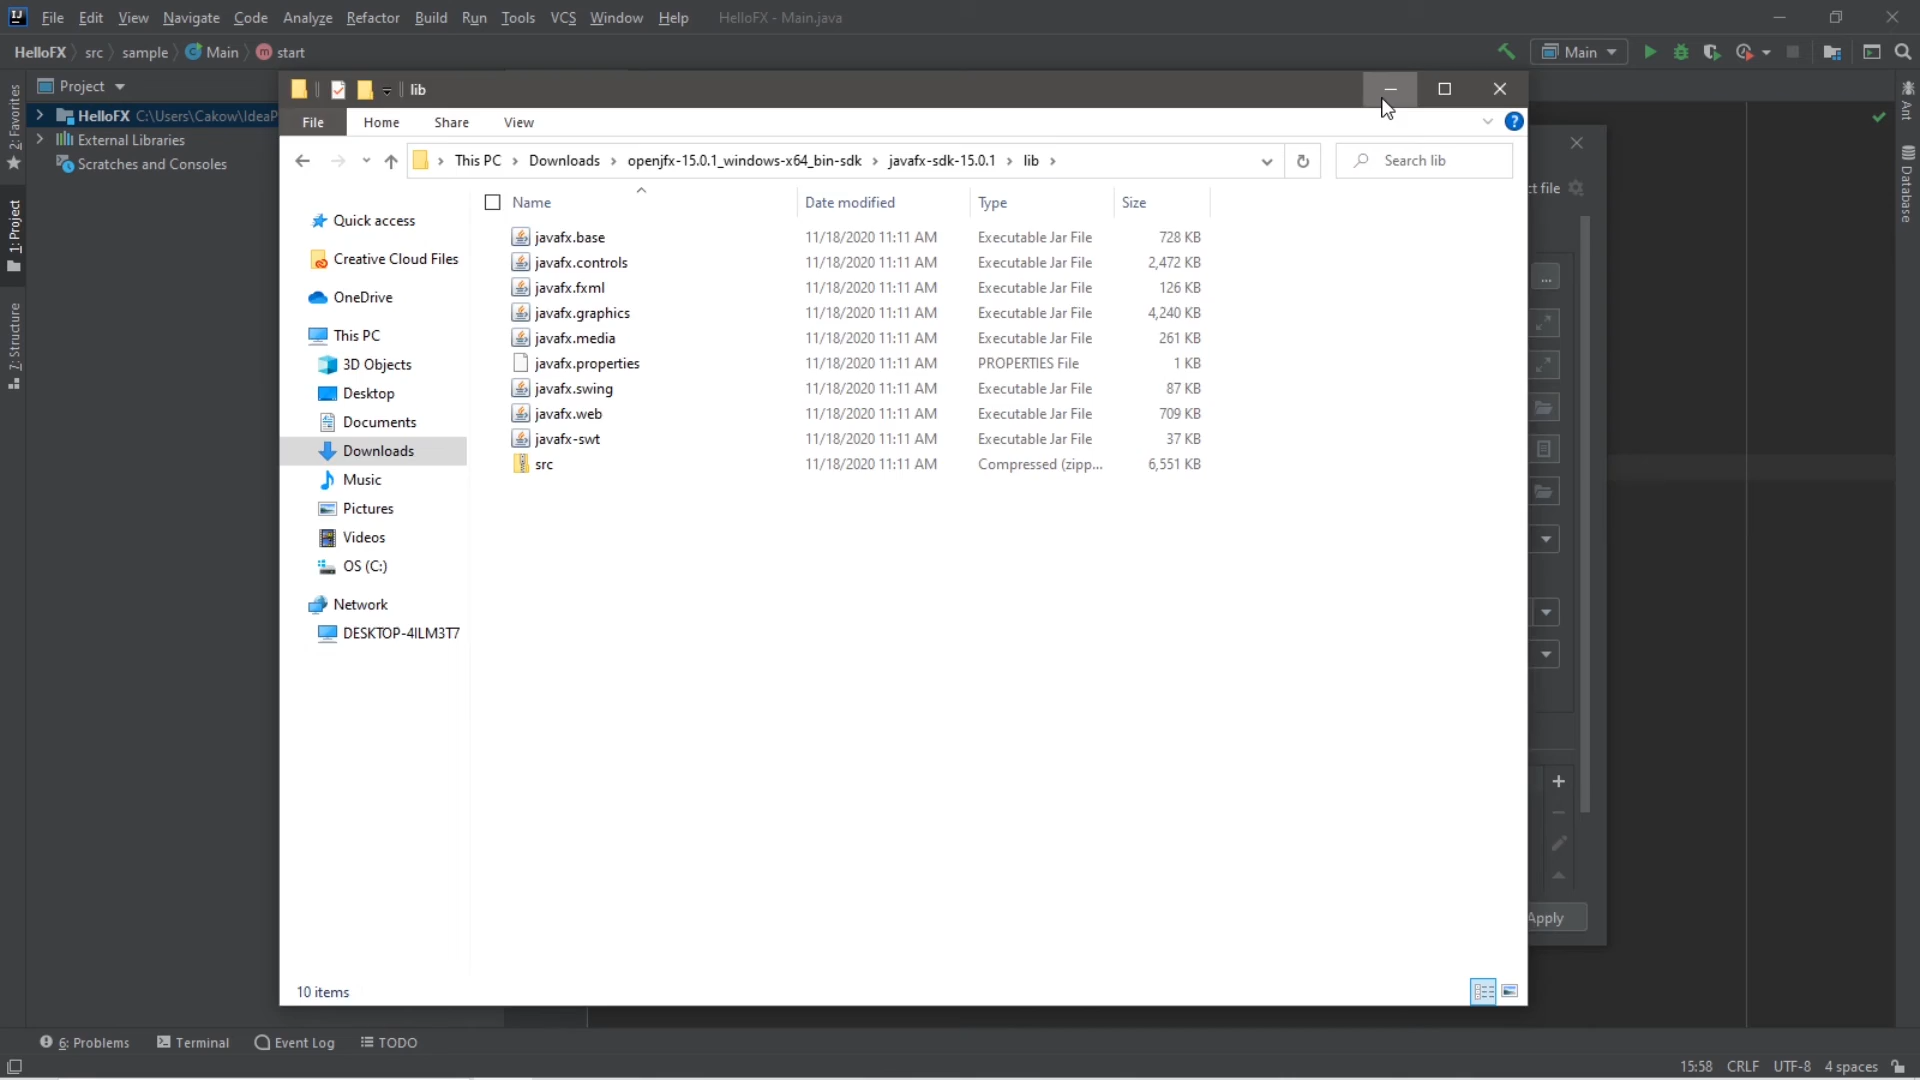 File Edit View Navigate Code Analyze Refactor Build Run Tools VCS Window Help HelloFX - Main.java
HelloFX src sample Main start
Main
Project
HelloFX C:\Users\Cakow\IdeaP
External Libraries
Scratches and Consoles
2: Favorites
1: Project
7: Structure
Ant
Database
lib
File Home Share View
This PC Downloads openjfx-15.0.1_windows-x64_bin-sdk javafx-sdk-15.0.1 lib
Search lib
Quick access
Creative Cloud Files
OneDrive
This PC
3D Objects
Desktop
Documents
Downloads
Music
Pictures
Videos
OS (C:)
Network
DESKTOP-4ILM3T7
Name Date modified Type Size
javafx.base 11/18/2020 11:11 AM Executable Jar File 728 KB
javafx.controls 11/18/2020 11:11 AM Executable Jar File 2,472 KB
javafx.fxml 11/18/2020 11:11 AM Executable Jar File 126 KB
javafx.graphics 11/18/2020 11:11 AM Executable Jar File 4,240 KB
javafx.media 11/18/2020 11:11 AM Executable Jar File 261 KB
javafx.properties 11/18/2020 11:11 AM PROPERTIES File 1 KB
javafx.swing 11/18/2020 11:11 AM Executable Jar File 87 KB
javafx.web 11/18/2020 11:11 AM Executable Jar File 709 KB
javafx-swt 11/18/2020 11:11 AM Executable Jar File 37 KB
src 11/18/2020 11:11 AM Compressed (zipp... 6,551 KB
10 items
ct file
...
Apply
6: Problems Terminal Event Log TODO
15:58 CRLF UTF-8 4 spaces